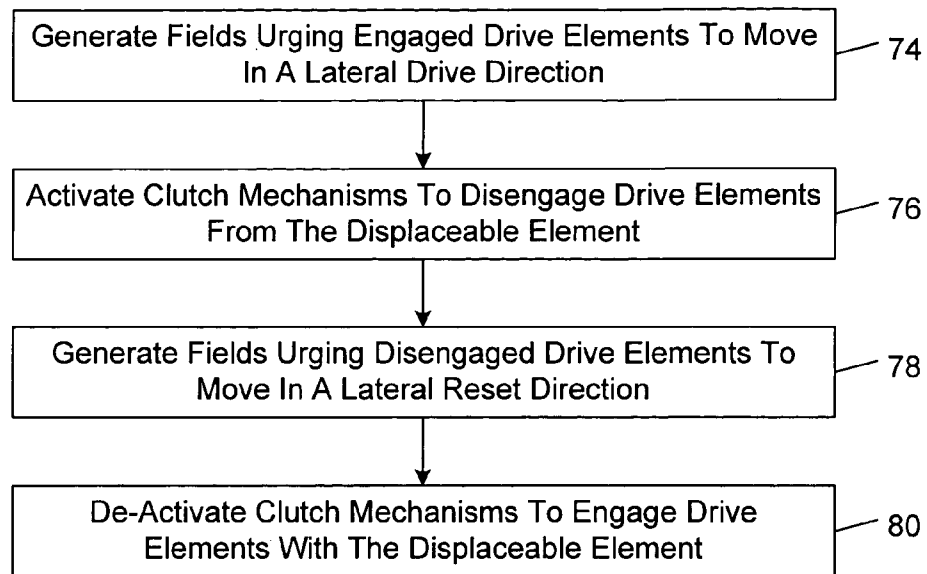 Generate Fields Urging Engaged Drive Elements To Move
In A Lateral Drive Direction
74
Activate Clutch Mechanisms To Disengage Drive Elements
From The Displaceable Element
76
Generate Fields Urging Disengaged Drive Elements To
Move In A Lateral Reset Direction
78
De-Activate Clutch Mechanisms To Engage Drive
Elements With The Displaceable Element
80